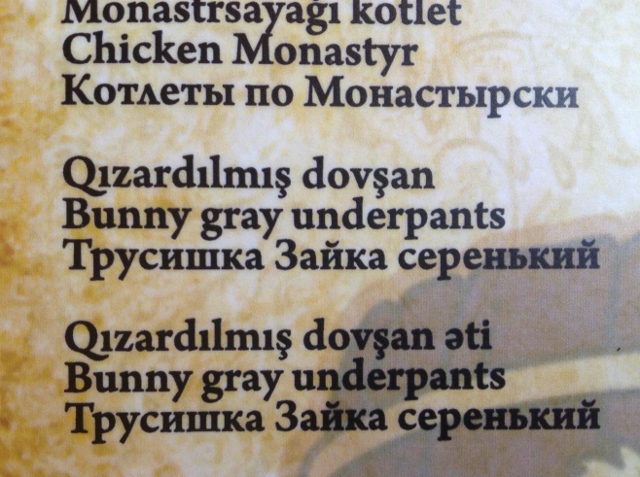 Monastrsayağı kotlet
Chicken Monastyr
Котлеты по Монастырски
Qızardılmış dovşan
Bunny gray underpants
Трусишка Зайка серенький
Qızardılmış dovşan əti
Bunny gray underpants
Трусишка Зайка серенький